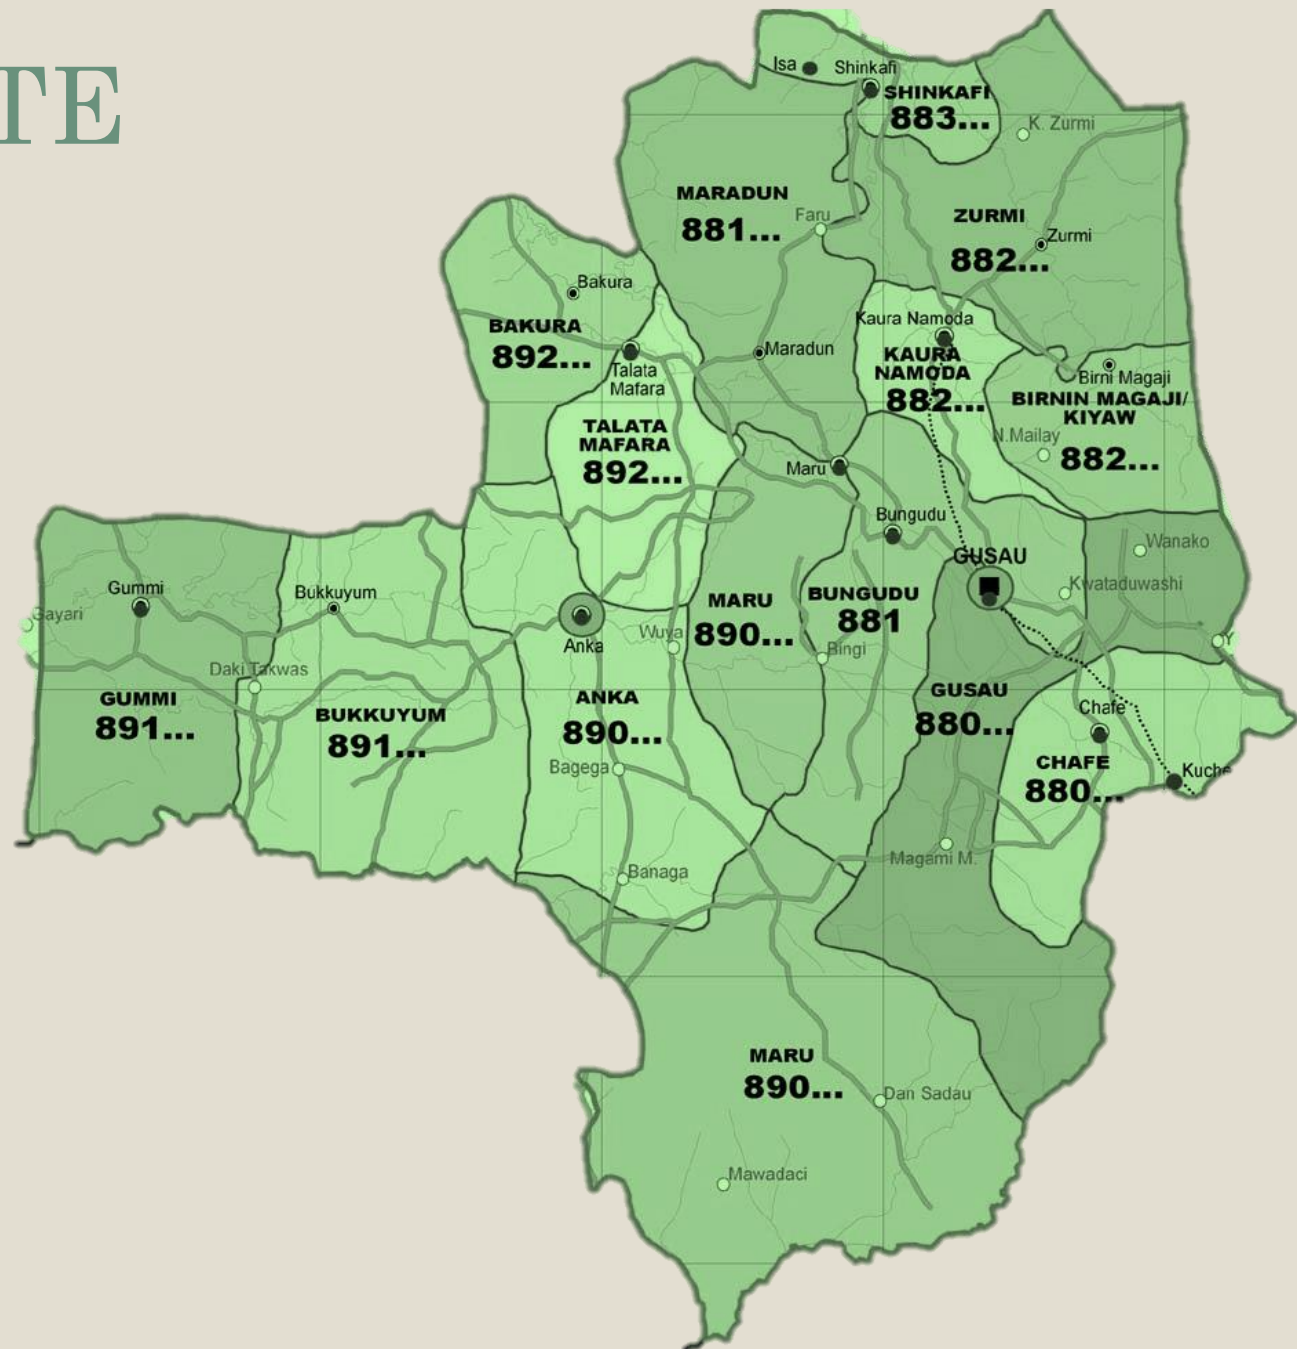 TE
Isa
Shinkafi
SHINKAFI
883...
K. Zurmi
MARADUN
881...
Faru
ZURMI
882...
Zurmi
Bakura
BAKURA
892...
Talata
Mafara
Maradun
Kaura Namoda
KAURA
NAMODA
882...
Birni Magaji
BIRNIN MAGAJI/
KIYAW
882...
N.Mailay
TALATA
MAFARA
892...
Maru
Bungudu
GUSAU
Wanako
Kwataduwashi
Y
Gummi
Gayari
Bukkuyum
Daki Takwas
GUMMI
891...
BUKKUYUM
891...
Anka
Wuya
ANKA
890...
Bagega
Banaga
MARU
890...
BUNGUDU
881
Bingi
GUSAU
880...
Chafe
CHAFE
880...
Kuche
Magami M.
MARU
890...
Dan Sadau
Mawadaci